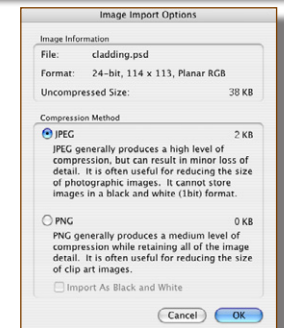 Image Import Options
Image Information
File: cladding.psd
Format: 24-bit, 114 x 113, Planar RGB
Uncompressed Size: 38 KB
Compression Method
JPEG 2 KB
JPEG generally produces a high level of
compression, but can result in minor loss of
detail. It is often useful for reducing the size
of photographic images. It cannot store
images in a black and white (1bit) format.
PNG 0 KB
PNG generally produces a medium level of
compression while retaining all of the image
detail. It is often useful for reducing the size
of clip art images.
Import As Black and White
Cancel OK